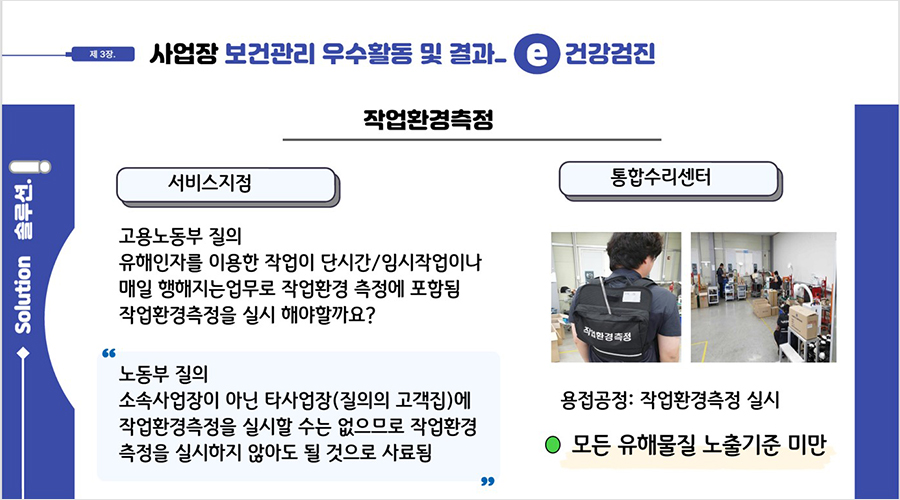 제 3장.
사업장 보건관리 우수활동 및 결과_ e 건강검진
작업환경측정
Solution 솔루션.
서비스지점
고용노동부 질의
유해인자를 이용한 작업이 단시간/임시작업이나
매일 행해지는업무로 작업환경 측정에 포함됨
작업환경측정을 실시 해야할까요?
“
노동부 질의
소속사업장이 아닌 타사업장(질의의 고객집)에
작업환경측정을 실시할 수는 없으므로 작업환경
측정을 실시하지 않아도 될 것으로 사료됨
”
통합수리센터
작업환경측정
용접공정: 작업환경측정 실시
모든 유해물질 노출기준 미만